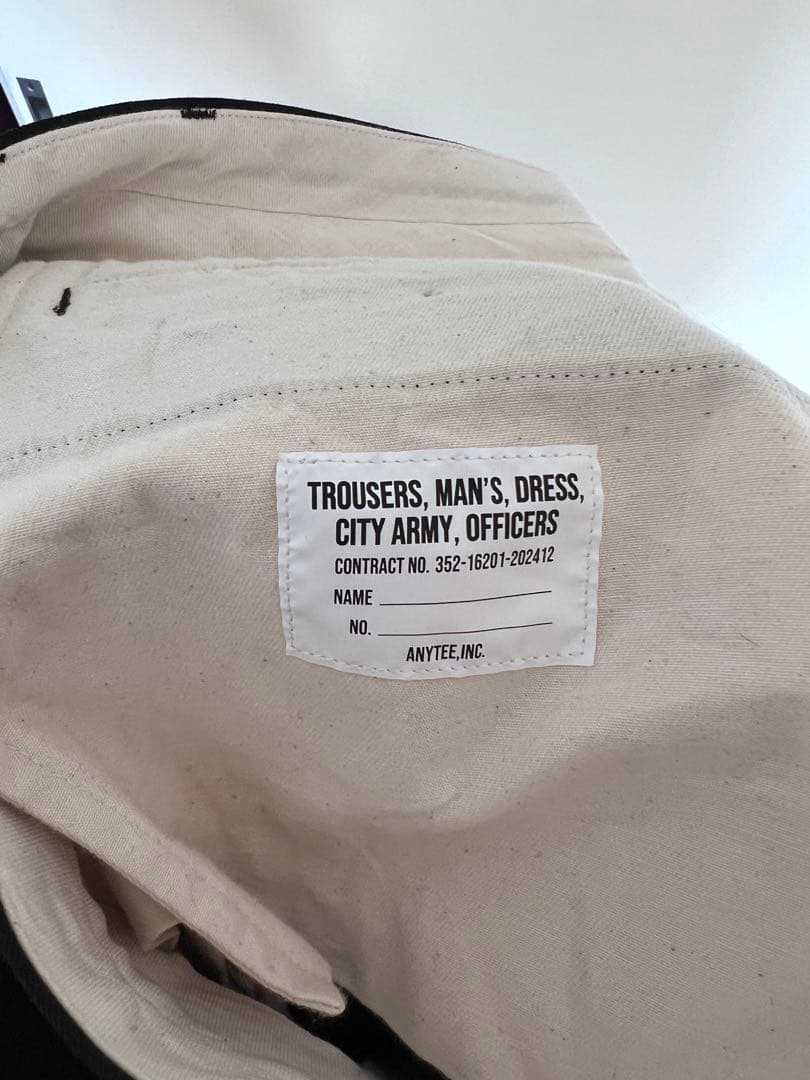 TROUSERS, MAN'S, DRESS,
CITY ARMY, OFFICERS
CONTRACT NO. 352-16201-202412
NAME
NO.
ANYTEE,INC.